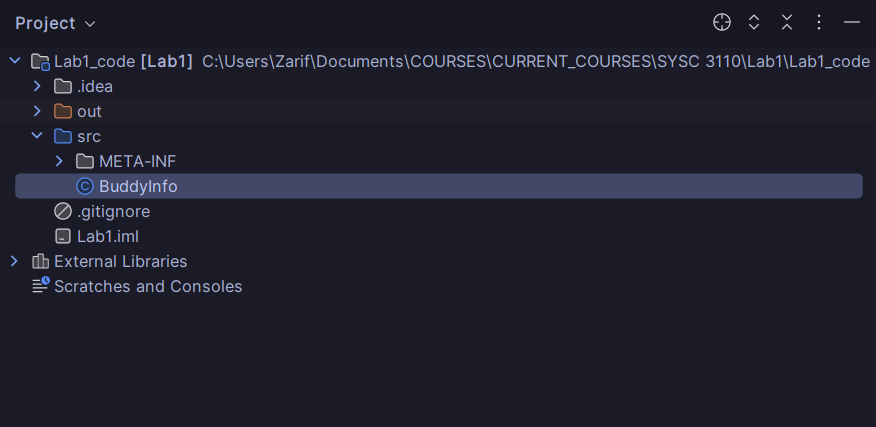 Project
Lab1_code [Lab1] C:\Users\Zarif\Documents\COURSES\CURRENT_COURSES\SYSC 3110\Lab1\Lab1_code
.idea
out
src
META-INF
BuddyInfo
.gitignore
Lab1.iml
External Libraries
Scratches and Consoles